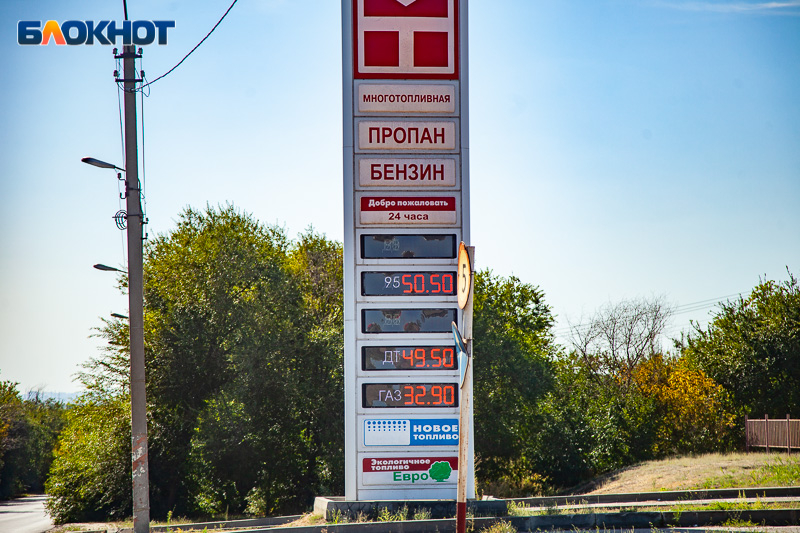 БЛОКНОТ
МНОГОТОПЛИВНАЯ
ПРОПАН
БЕНЗИН
Добро пожаловать
24 часа
95 50.50
5
ДТ 49.50
ГАЗ 32.90
НОВОЕ ТОПЛИВО
Экологичное топливо
Евро